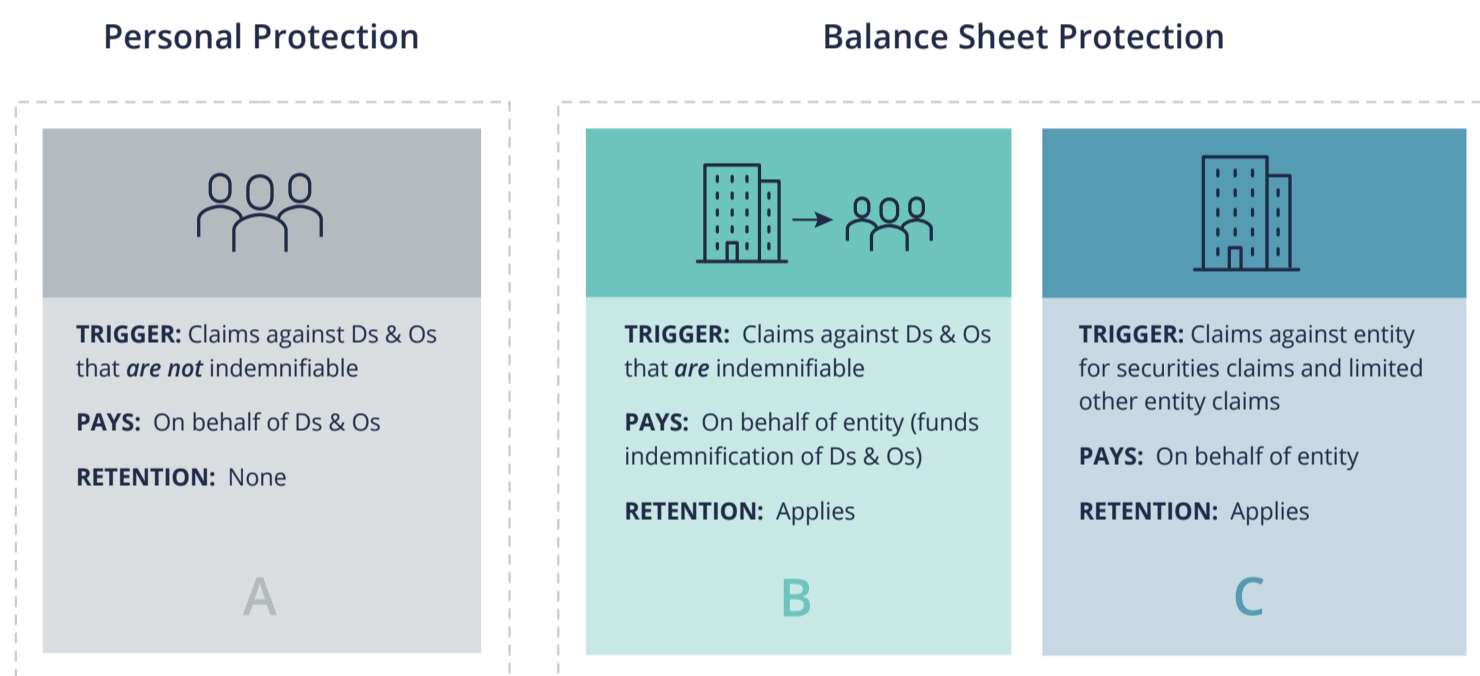 Personal Protection
Balance Sheet Protection
TRIGGER: Claims against Ds & Os
that are not indemnifiable
PAYS: On behalf of Ds & Os
RETENTION: None
A
TRIGGER: Claims against Ds & Os
that are indemnifiable
PAYS: On behalf of entity (funds
indemnification of Ds & Os)
RETENTION: Applies
B
TRIGGER: Claims against entity
for securities claims and limited
other entity claims
PAYS: On behalf of entity
RETENTION: Applies
C